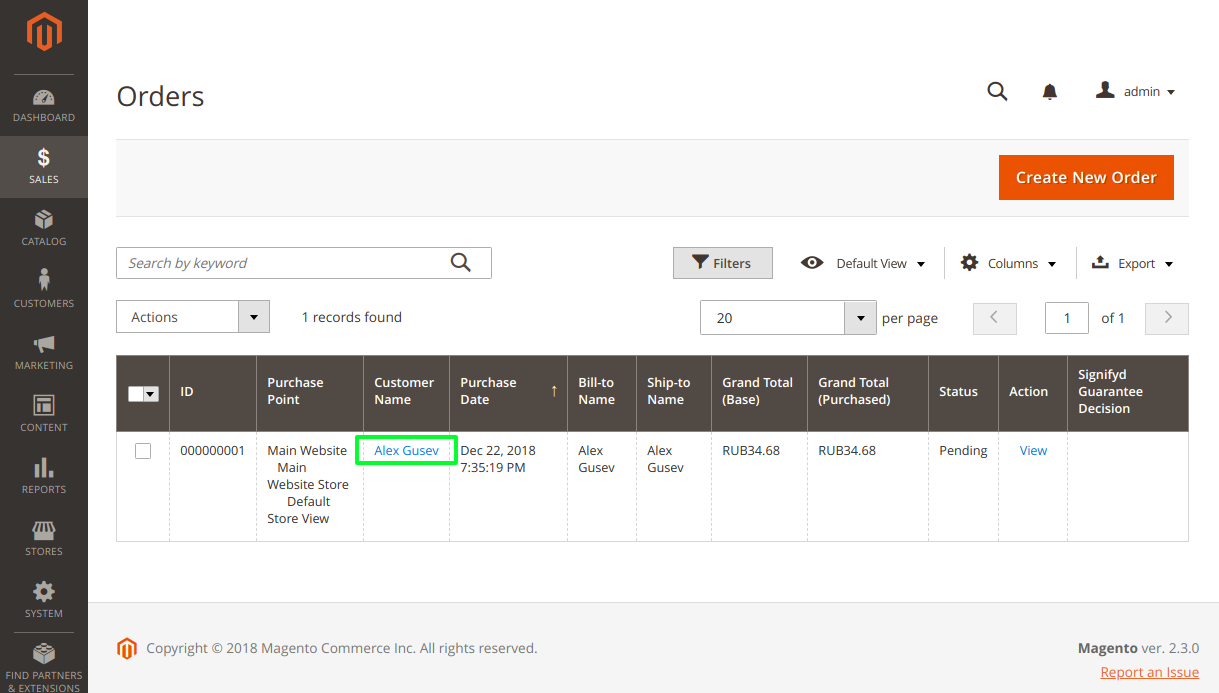 DASHBOARD
SALES
CATALOG
CUSTOMERS
MARKETING
CONTENT
REPORTS
STORES
SYSTEM
FIND PARTNERS
& EXTENSIONS
Orders
admin
Create New Order
Search by keyword
Filters
Default View
Columns
Export
Actions
1 records found
20
per page
1
of 1
ID
Purchase
Point
Customer
Name
Purchase
Date
↑
Bill-to
Name
Ship-to
Name
Grand Total
(Base)
Grand Total
(Purchased)
Status
Action
Signifyd
Guarantee
Decision
000000001
Main Website
Main
Website Store
Default
Store View
Alex Gusev
Dec 22, 2018
7:35:19 PM
Alex
Gusev
Alex
Gusev
RUB34.68
RUB34.68
Pending
View
Copyright © 2018 Magento Commerce Inc. All rights reserved.
Magento ver. 2.3.0
Report an Issue